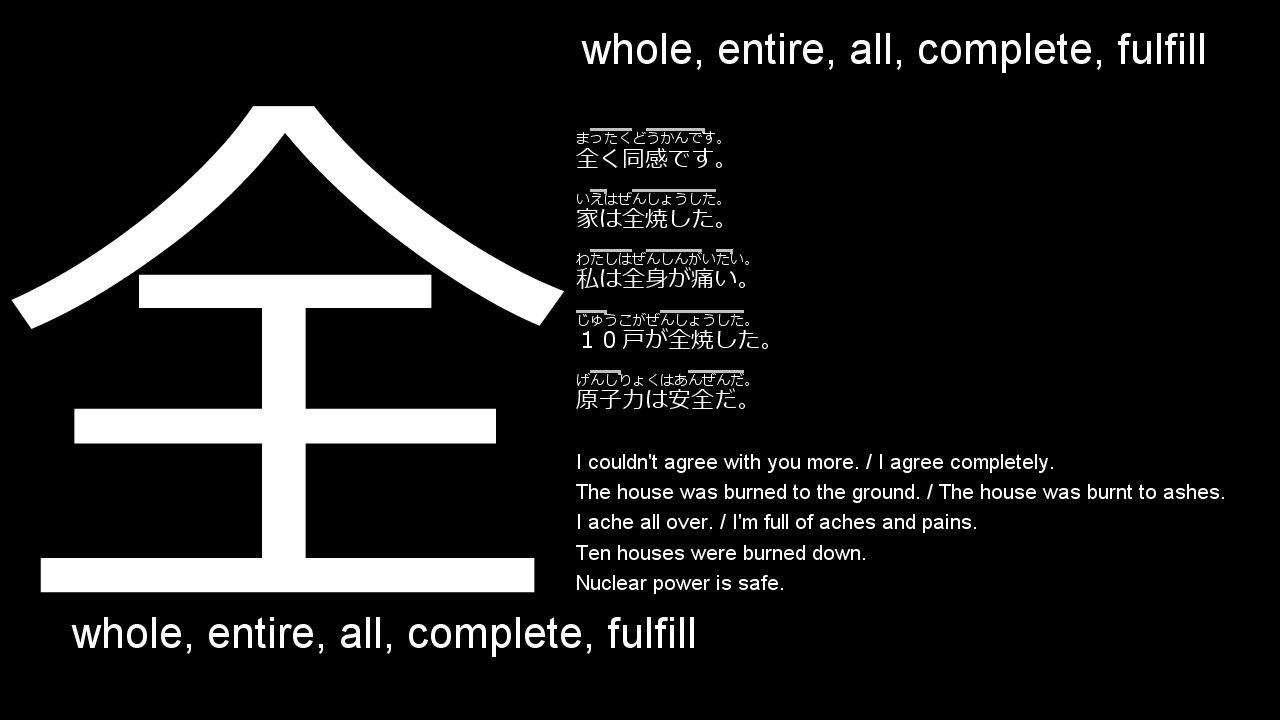 whole, entire, all, complete, fulfill
全
まったくどうかんです。
全く同感です。
いえはぜんしょうした。
家は全焼した。
わたしはぜんしんがいたい。
私は全身が痛い。
じゅうこがぜんしょうした。
１０戸が全焼した。
げんしりょくはあんぜんだ。
原子力は安全だ。
I couldn't agree with you more. / I agree completely.
The house was burned to the ground. / The house was burnt to ashes.
I ache all over. / I'm full of aches and pains.
Ten houses were burned down.
Nuclear power is safe.
whole, entire, all, complete, fulfill